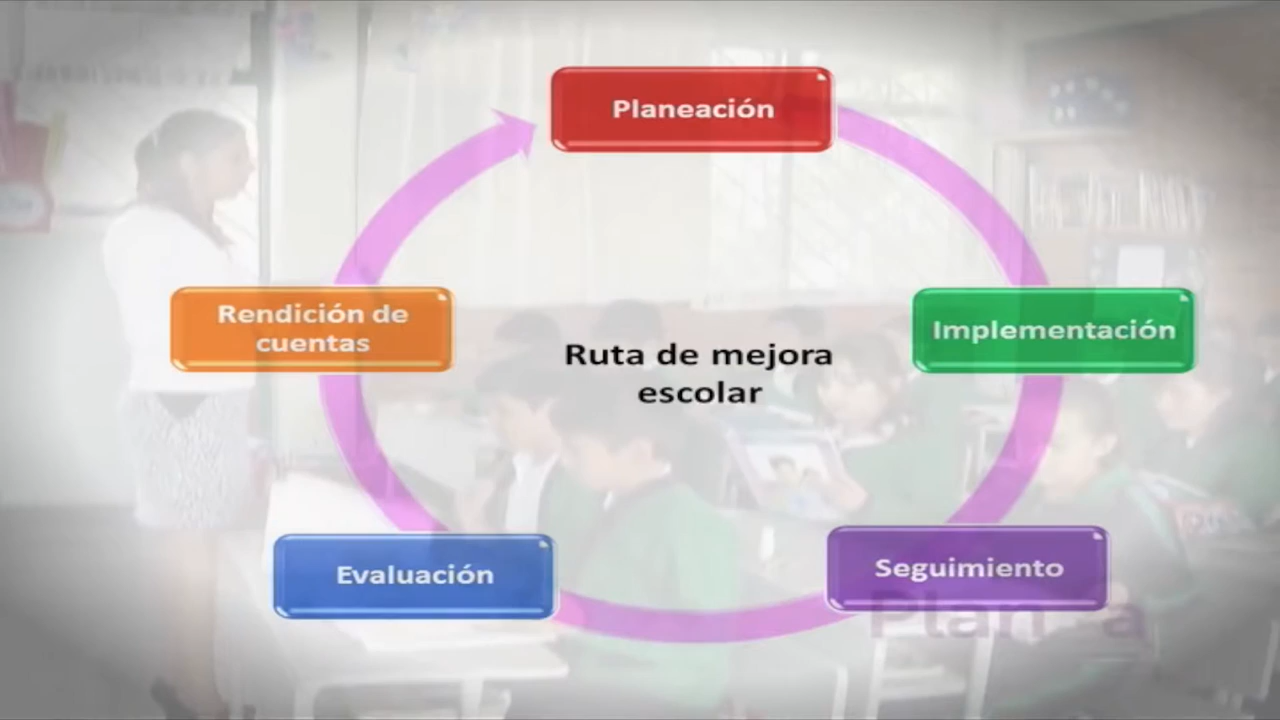 Planeación
Rendición de
cuentas
Implementación
Ruta de mejora
escolar
Evaluación
Seguimiento